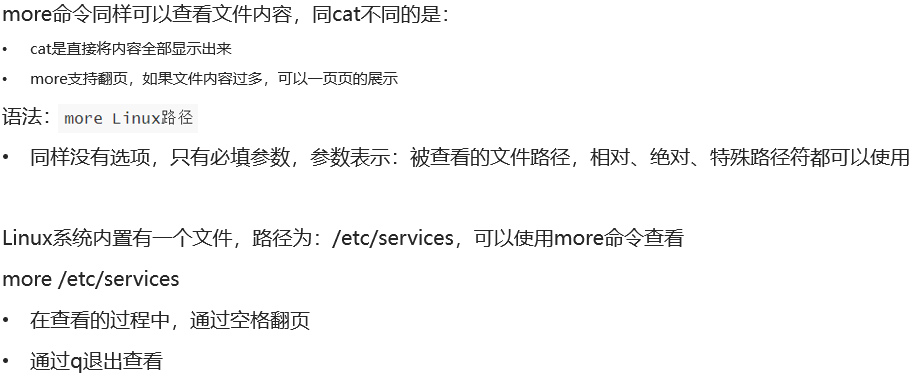 more命令同样可以查看文件内容，同cat不同的是：
• cat是直接将内容全部显示出来
• more支持翻页，如果文件内容过多，可以一页页的展示
语法：more Linux路径
• 同样没有选项，只有必填参数，参数表示：被查看的文件路径，相对、绝对、特殊路径符都可以使用
Linux系统内置有一个文件，路径为：/etc/services，可以使用more命令查看
more /etc/services
• 在查看的过程中，通过空格翻页
• 通过q退出查看